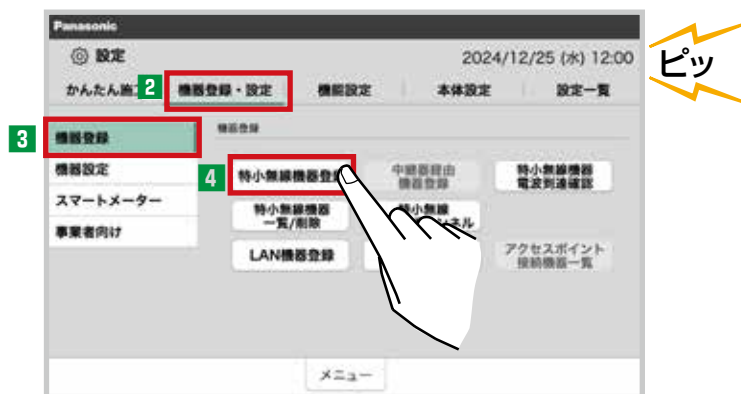 Panasonic
設定
2024/12/25 (水) 12:00
ピッ
かんたん施
2
機器登録・設定
機能設定
本体設定
設定一覧
3
機器登録
機器登録
機器設定
スマートメーター
事業者向け
4
特小無線機器登
中継器経由
機器登録
特小無線機器
電波到達確認
特小無線機器
一覧/削除
特小無線
ネル
LAN機器登録
アクセスポイント
接続機器一覧
メニュー